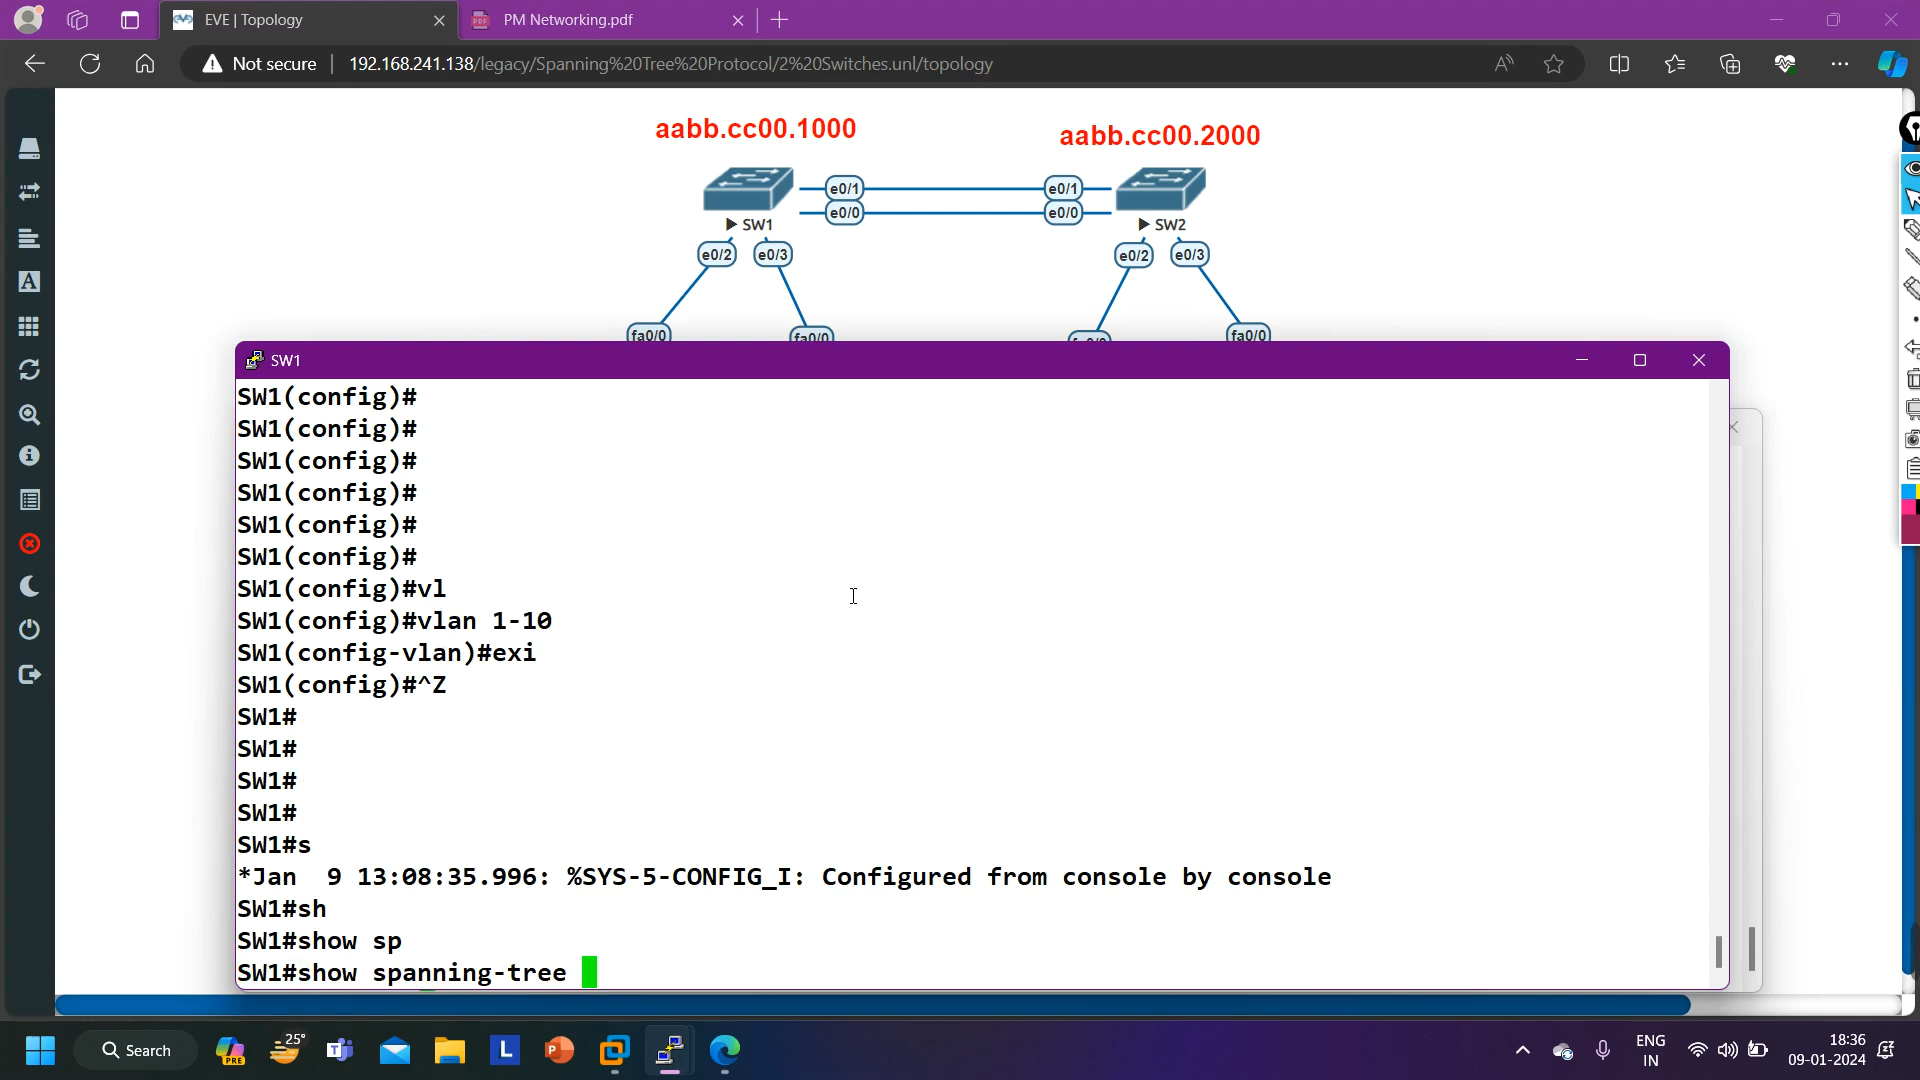 EVE | Topology
PM Networking.pdf
Not secure
192.168.241.138/legacy/Spanning%20Tree%20Protocol/2%20Switches.unl/topology
aabb.cc00.1000
aabb.cc00.2000
e0/1
e0/1
e0/0
e0/0
SW1
SW2
e0/2
e0/3
e0/2
e0/3
fa0/0
fa0/0
fa0/0
SW1
SW1(config)#
SW1(config)#
SW1(config)#
SW1(config)#
SW1(config)#
SW1(config)#
SW1(config)#vl
SW1(config)#vlan 1-10
SW1(config-vlan)#exi
SW1(config)#^Z
SW1#
SW1#
SW1#
SW1#
SW1#s
*Jan  9 13:08:35.996: %SYS-5-CONFIG_I: Configured from console by console
SW1#sh
SW1#show sp
SW1#show spanning-tree
Search
PRE
25°
L
ENG
IN
18:36
09-01-2024